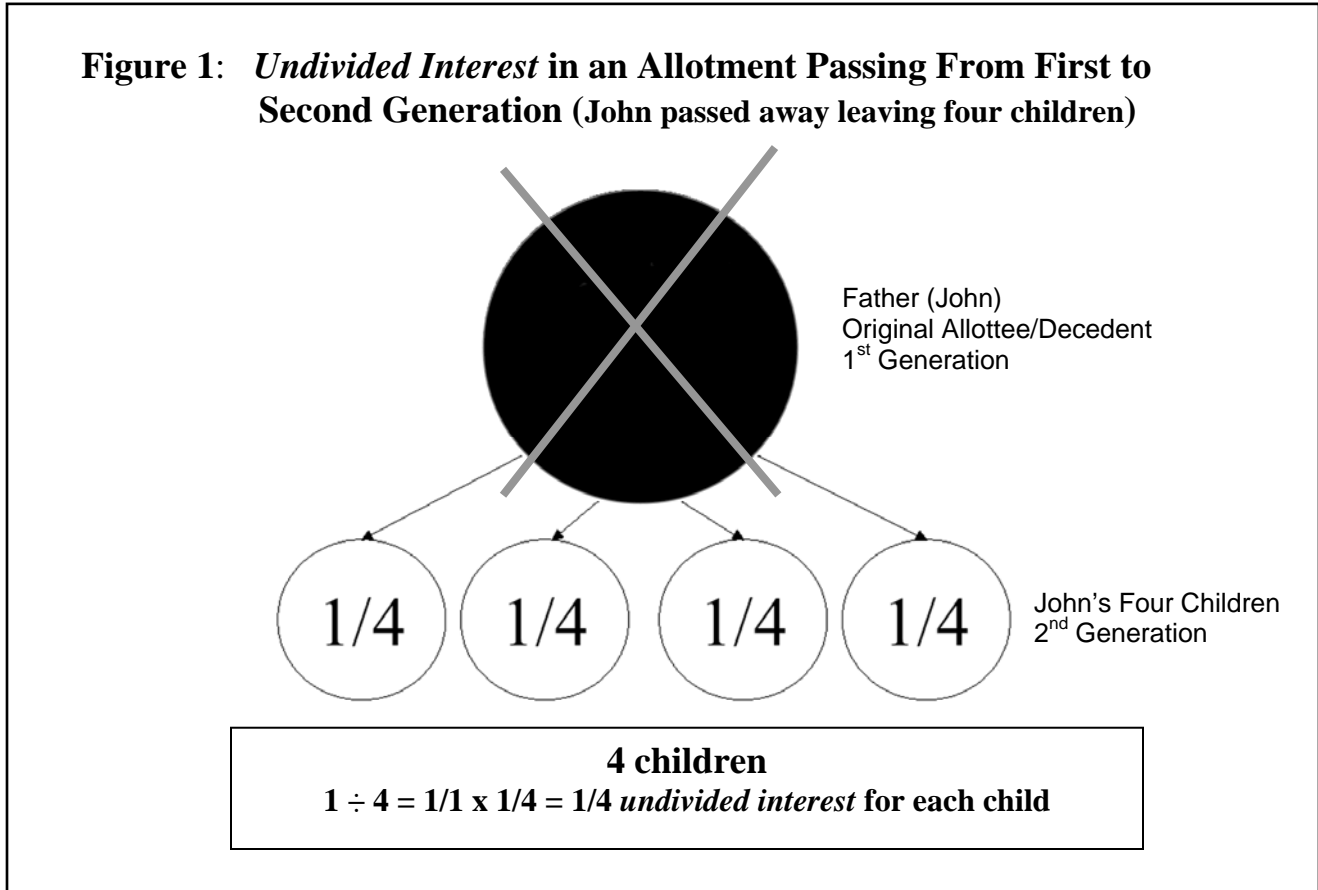 Figure 1: Undivided Interest in an Allotment Passing From First to
Second Generation (John passed away leaving four children)
Father (John)
Original Allottee/Decedent
1st Generation
1/4 1/4 1/4 1/4
John's Four Children
2nd Generation
4 children
1 ÷ 4 = 1/1 x 1/4 = 1/4 undivided interest for each child